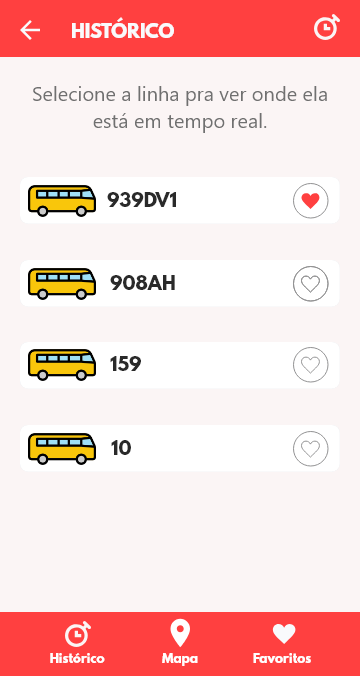 HISTÓRICO
Selecione a linha pra ver onde ela
está em tempo real.
939DV1
908AH
159
10
Histórico Mapa Favoritos